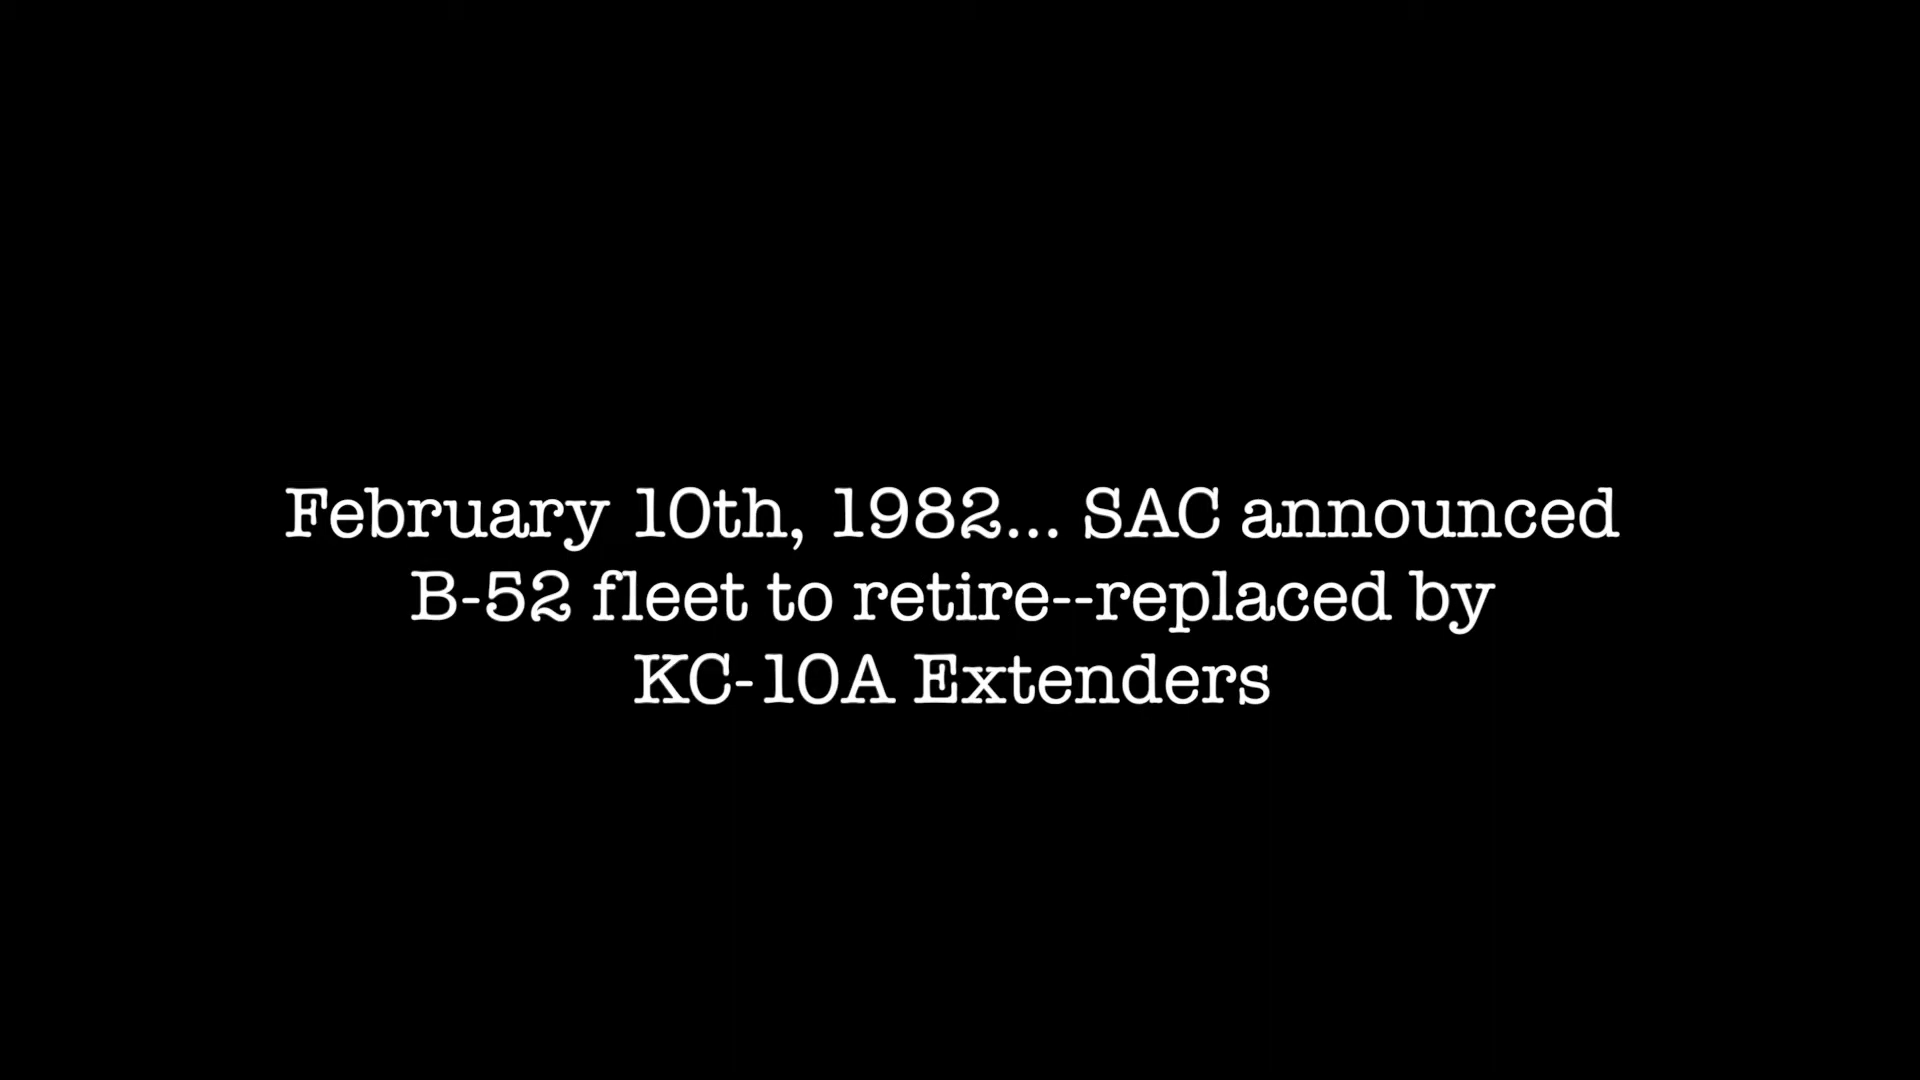 February 10th, 1982... SAC announced
B-52 fleet to retire--replaced by
KC-10A Extenders